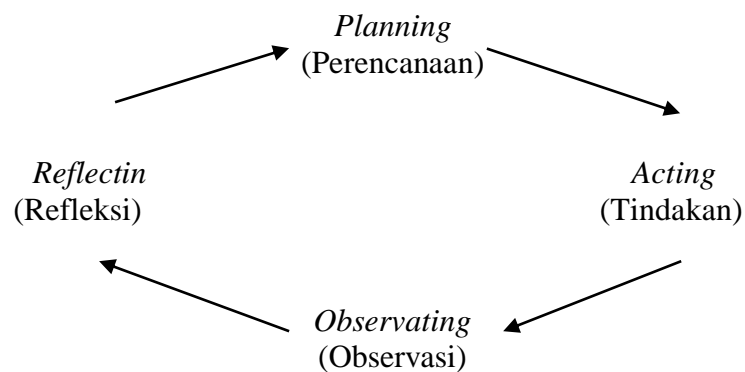 Planning
(Perencanaan)
Reflectin
(Refleksi)
Acting
(Tindakan)
Observating
(Observasi)